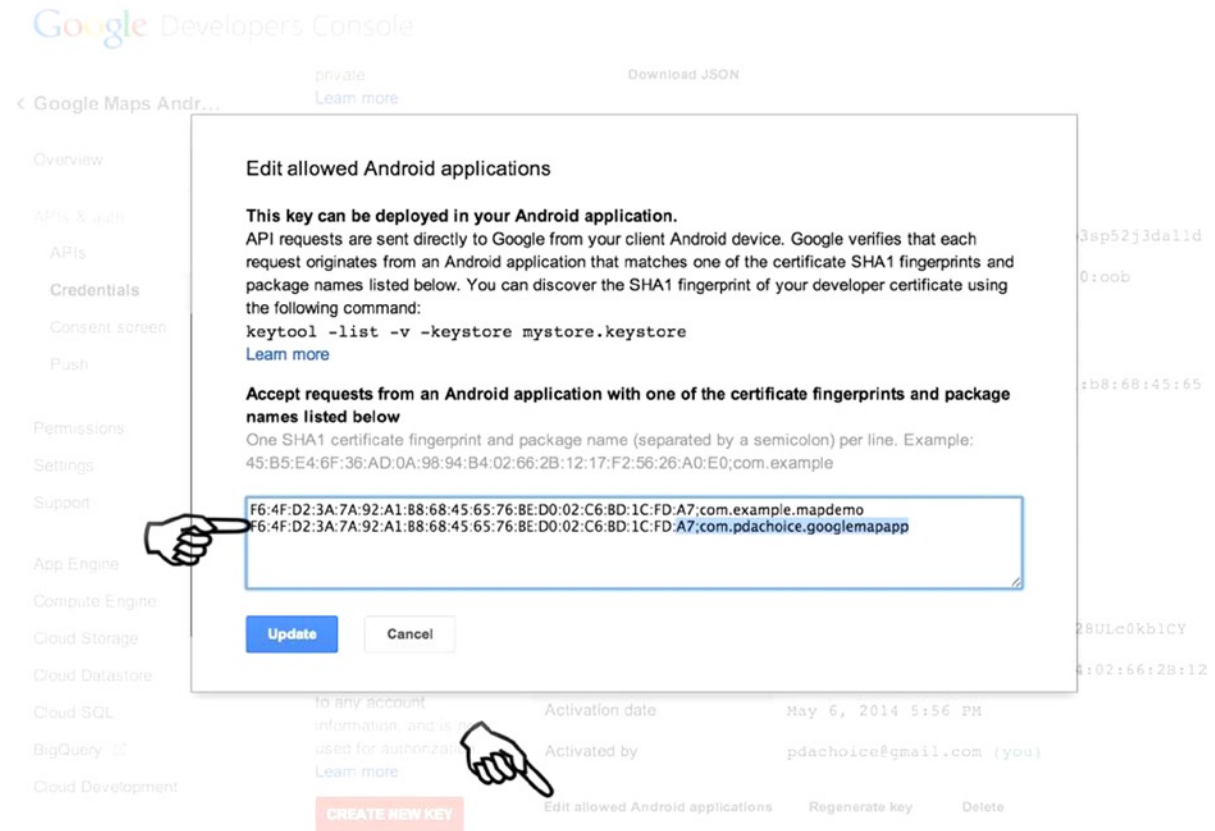 Google Developers Console
private
Download JSON
Learn more
< Google Maps Andr...
Overview
APIs & auth
APIs
Credentials
Consent screen
Push
Permissions
Settings
Support
App Engine
Compute Engine
Cloud Storage
Cloud Datastore
Cloud SQL
BigQuery
Cloud Development
Edit allowed Android applications
This key can be deployed in your Android application.
API requests are sent directly to Google from your client Android device. Google verifies that each
request originates from an Android application that matches one of the certificate SHA1 fingerprints and
package names listed below. You can discover the SHA1 fingerprint of your developer certificate using
the following command:
keytool -list -v -keystore mystore.keystore
Learn more
Accept requests from an Android application with one of the certificate fingerprints and package
names listed below
One SHA1 certificate fingerprint and package name (separated by a semicolon) per line. Example:
45:B5:E4:6F:36:AD:0A:98:94:B4:02:66:2B:12:17:F2:56:26:A0:E0;com.example
F6:4F:D2:3A:7A:92:A1:B8:68:45:65:76:BE:D0:02:C6:BD:1C:FD:A7;com.example.mapdemo
F6:4F:D2:3A:7A:92:A1:B8:68:45:65:76:BE:D0:02:C6:BD:1C:FD:A7;com.pdachoice.googlemapapp
Update
Cancel
0:oob
:b8:68:45:65
28ULc0kblCY
4:02:66:2B:12
to any account
information, and is
used for
Learn more
CREATE NEW KEY
Activation date
May 6, 2014 5:56 PM
Activated by
pdachoice@gmail.com (you)
Edit allowed Android applications
Regenerate key
Delete